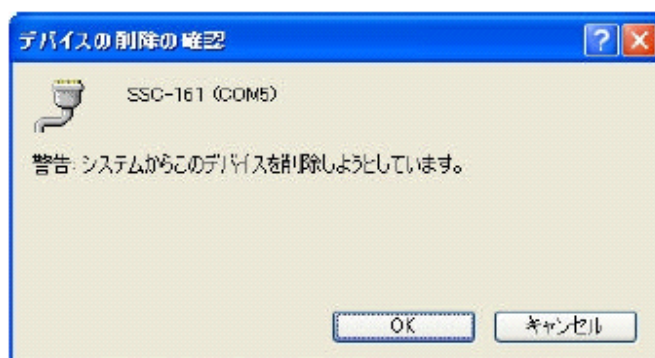 デバイスの削除の確認
SSC-161 (COM5)
警告: システムからこのデバイスを削除しようとしています。
OK
キャンセル